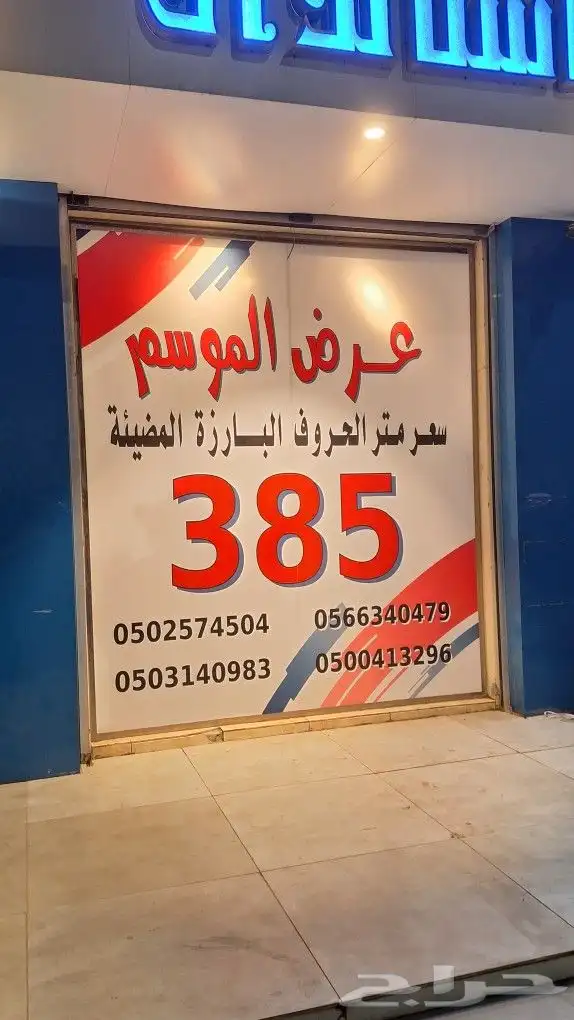 عرض الموسم
سعر متر الحروف البارزة المضيئة
385
0502574504 0566340479
0503140983 0500413296
حراج